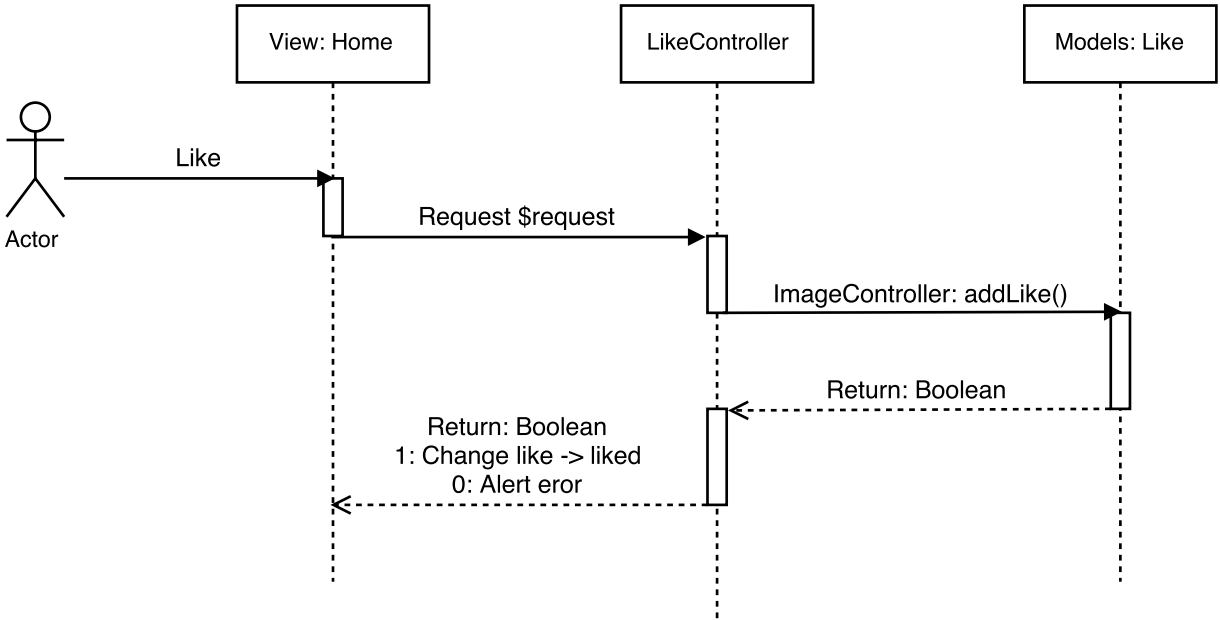 View: Home
LikeController
Models: Like
Like
Actor
Request $request
ImageController: addLike()
Return: Boolean
Return: Boolean
1: Change like -> liked
0: Alert eror